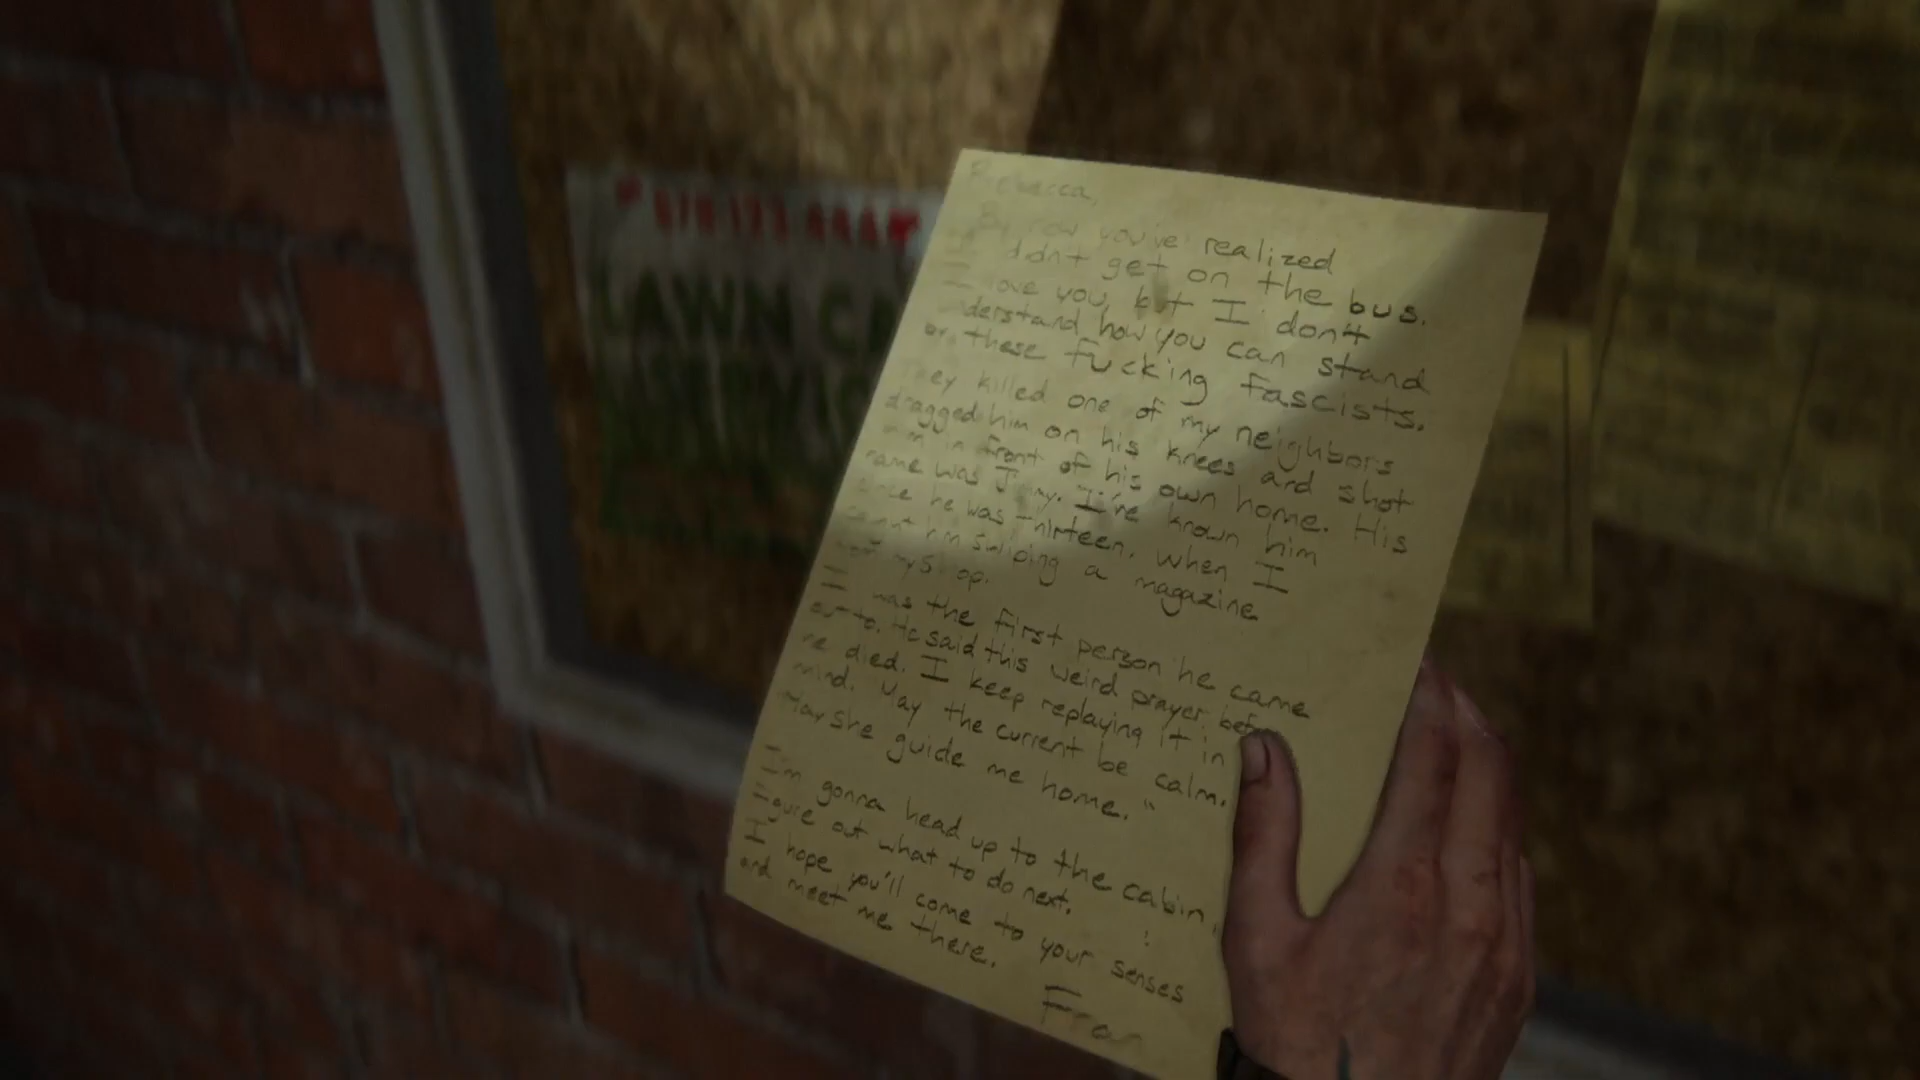 Rebecca,
By now you've realized
I didn't get on the bus.
I love you, but I don't
understand how you can stand
by these fucking fascists.
They killed one of my neighbors
dragged him on his knees and shot
him in front of his own home. His
name was Jimmy. I've known him
since he was thirteen, when I
caught him swiping a magazine
from my shop.
I was the first person he came
out to. He said this weird prayer before
he died. I keep replaying it in
mind. May the current be calm.
May she guide me home."
I'm gonna head up to the cabin,
figure out what to do next.
I hope you'll come to your senses
and meet me there.
Fran
LAWN